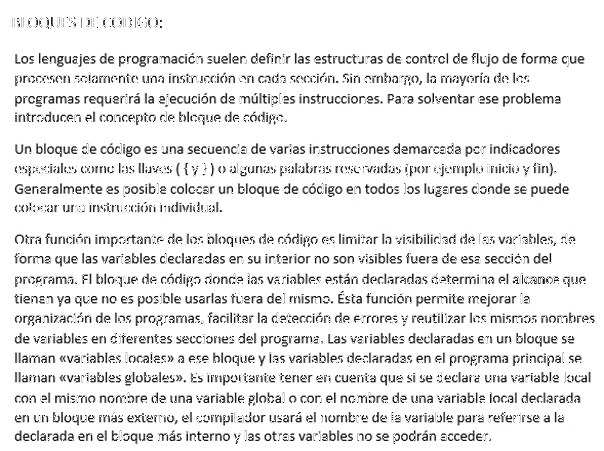 BLOQUES DE CODIGO:
Los lenguajes de programación suelen definir las estructuras de control de flujo de forma que
procesen solamente una instrucción en cada sección. Sin embargo, la mayoría de los
programas requerirá la ejecución de múltiples instrucciones. Para solventar ese problema
introducen el concepto de bloque de código.
Un bloque de código es una secuencia de varias instrucciones demarcada por indicadores
especiales como las llaves ( { y } ) o algunas palabras reservadas (por ejemplo inicio y fin).
Generalmente es posible colocar un bloque de código en todos los lugares donde se puede
colocar una instrucción individual.
Otra función importante de los bloques de código es limitar la visibilidad de las variables, de
forma que las variables declaradas en su interior no son visibles fuera de esa sección del
programa. El bloque de código donde las variables están declaradas determina el alcance que
tienen ya que no es posible usarlas fuera del mismo. Ésta función permite mejorar la
organización de los programas, facilitar la detección de errores y reutilizar los mismos nombres
de variables en diferentes secciones del programa. Las variables declaradas en un bloque se
llaman «variables locales» a ese bloque y las variables declaradas en el programa principal se
llaman «variables globales». Es importante tener en cuenta que si se declara una variable local
con el mismo nombre de una variable global o con el nombre de una variable local declarada
en un bloque más externo, el compilador usará el nombre de la variable para referirse a la
declarada en el bloque más interno y las otras variables no se podrán acceder.